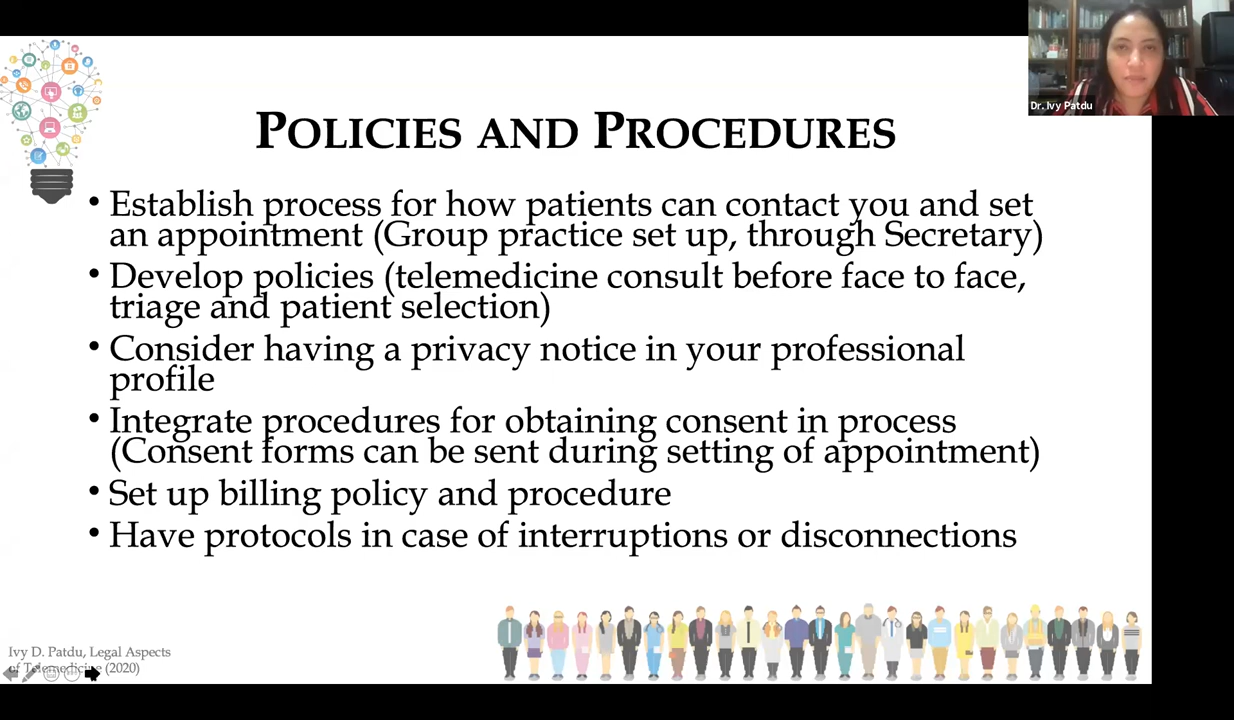 Dr. Ivy Patdu
POLICIES AND PROCEDURES
• Establish process for how patients can contact you and set
an appointment (Group practice set up, through Secretary)
• Develop policies (telemedicine consult before face to face,
triage and patient selection)
• Consider having a privacy notice in your professional
profile
• Integrate procedures for obtaining consent in process
(Consent forms can be sent during setting of appointment)
• Set up billing policy and procedure
• Have protocols in case of interruptions or disconnections
Ivy D. Patdu, Legal Aspects
of Telemedicine (2020)